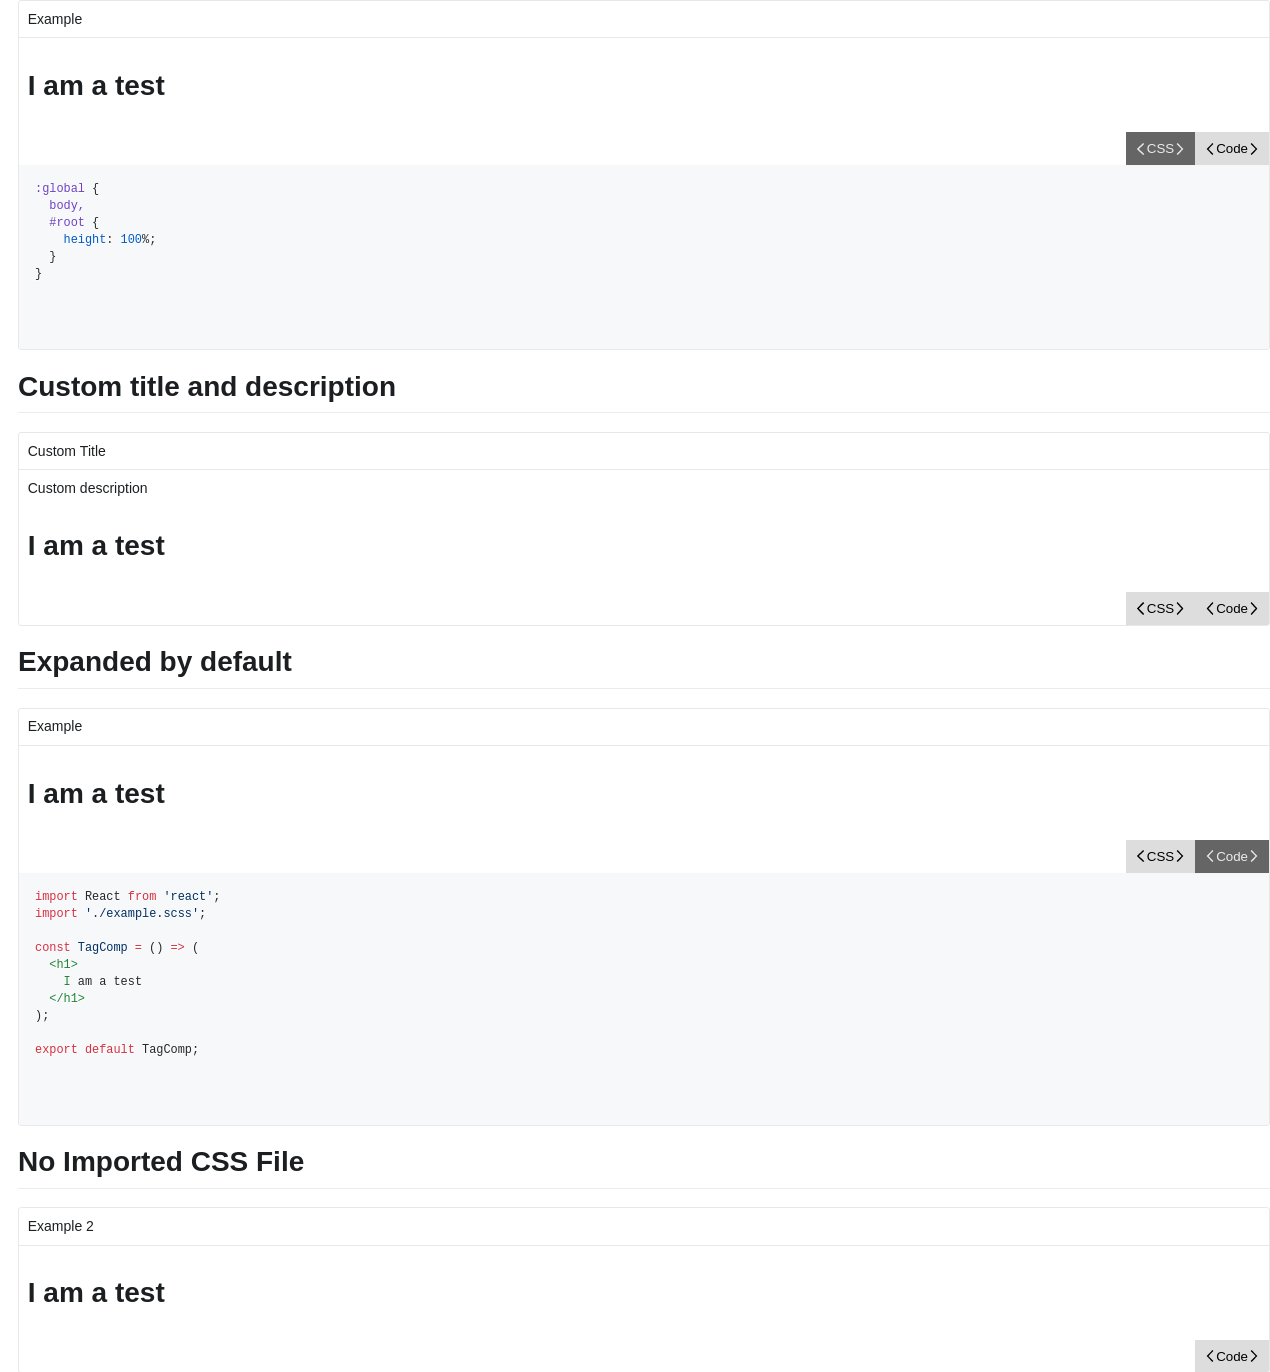 Example
I am a test
CSS Code
:global {
  body,
  #root {
    height: 100%;
  }
}
Custom title and description
Custom Title
Custom description
I am a test
CSS Code
Expanded by default
Example
I am a test
CSS Code
import React from 'react';
import './example.scss';
const TagComp = () => (
  <h1>
    I am a test
  </h1>
);
export default TagComp;
No Imported CSS File
Example 2
I am a test
Code